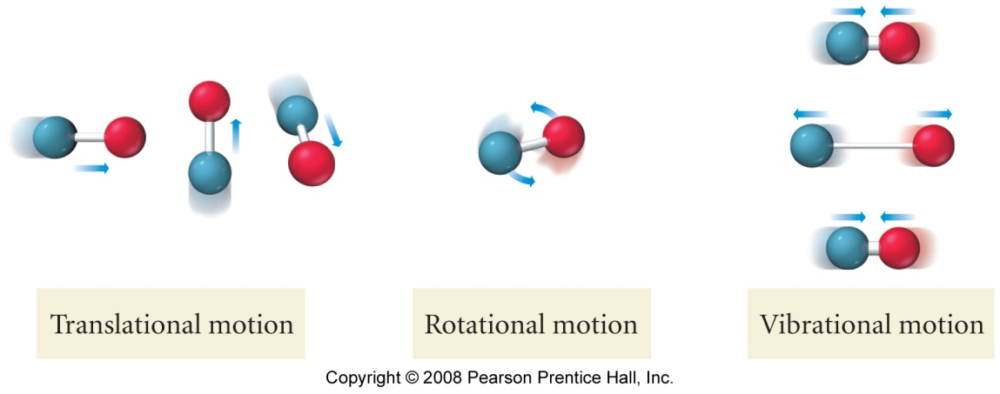 Translational motion
Rotational motion
Vibrational motion
Copyright © 2008 Pearson Prentice Hall, Inc.